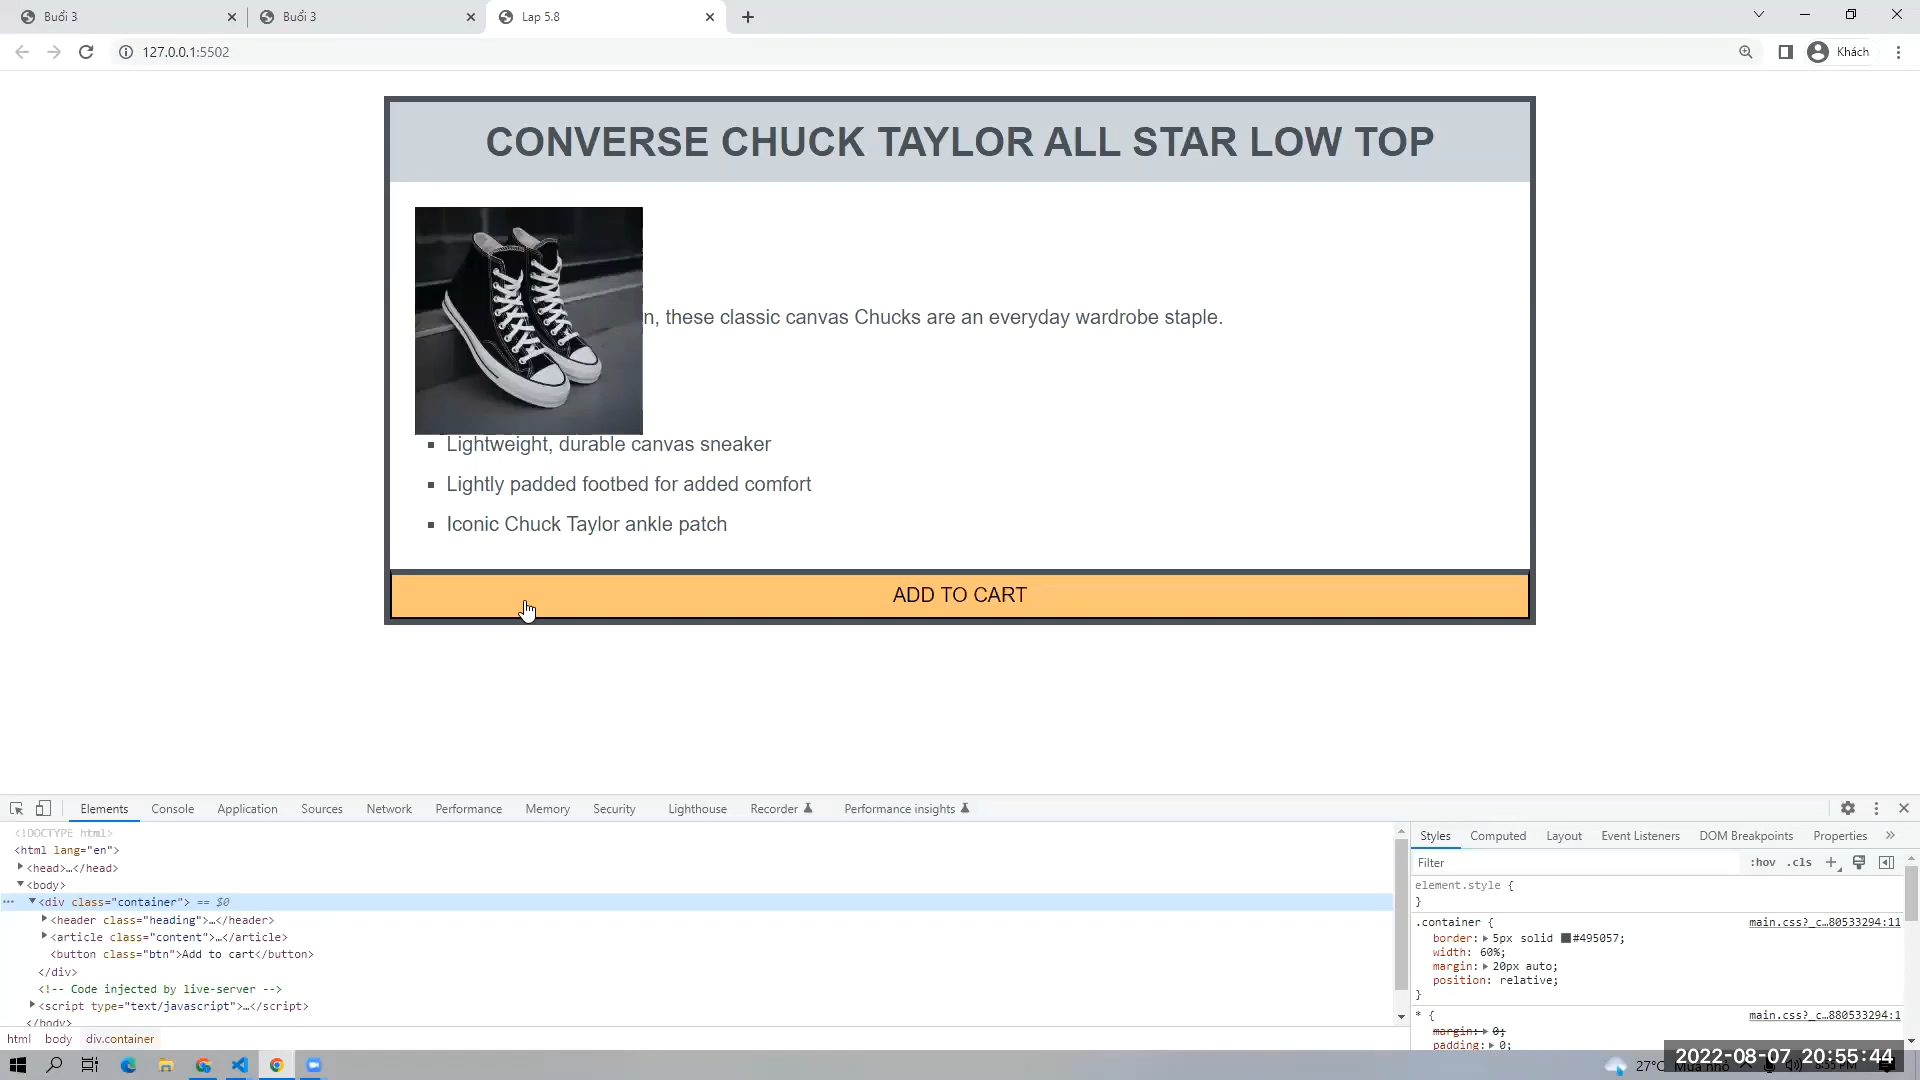 Buổi 3
Buổi 3
Lap 5.8
127.0.0.1:5502
Khách
CONVERSE CHUCK TAYLOR ALL STAR LOW TOP
n, these classic canvas Chucks are an everyday wardrobe staple.
Lightweight, durable canvas sneaker
Lightly padded footbed for added comfort
Iconic Chuck Taylor ankle patch
ADD TO CART
Elements Console Application Sources Network Performance Memory Security Lighthouse Recorder Performance insights
<!DOCTYPE html>
<html lang="en">
<head>…</head>
<body>
<div class="container"> == $0
<header class="heading">…</header>
<article class="content">…</article>
<button class="btn">Add to cart</button>
</div>
<!-- Code injected by live-server -->
<script type="text/javascript">…</script>
</body>
html body div.container
Styles Computed Layout Event Listeners DOM Breakpoints Properties
Filter :hov .cls
element.style {
}
.container { main.css?_c…80533294:11
border: 5px solid #495057;
width: 60%;
margin: 20px auto;
position: relative;
}
* { main.css?_c…880533294:1
margin: 0;
padding: 0;
27°C
2022-08-07 20:55:44